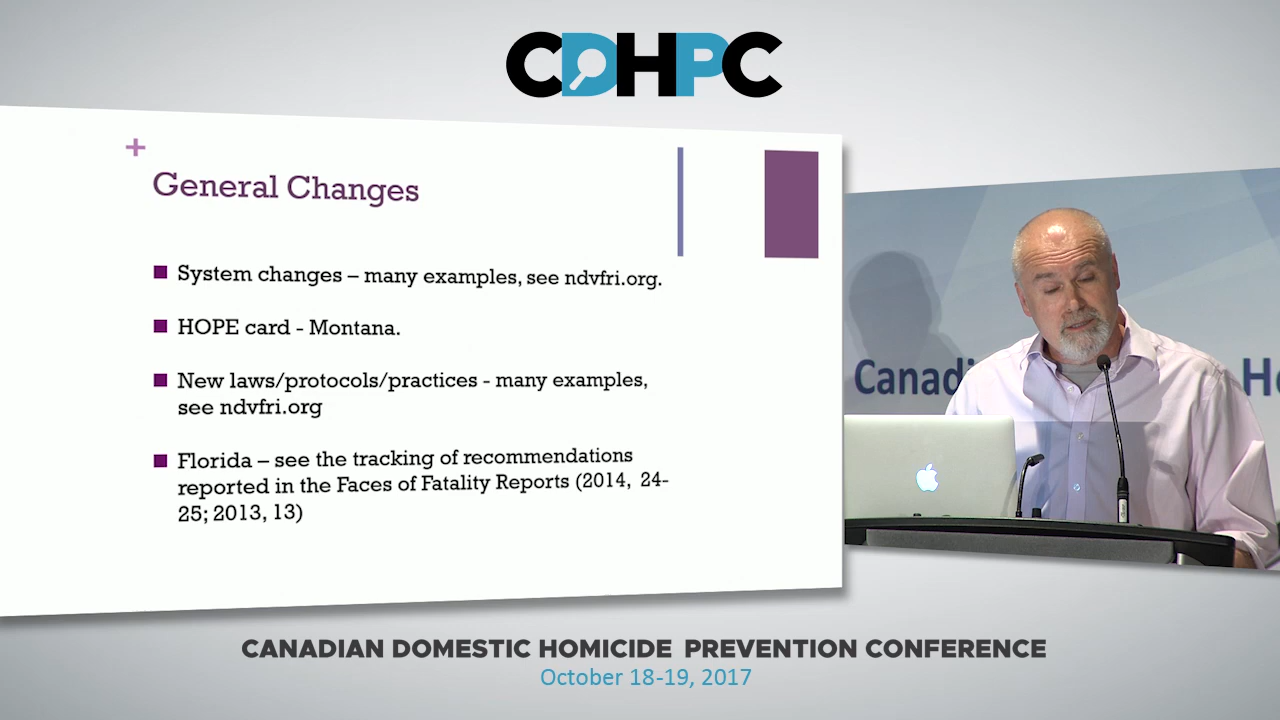 CDHPC
+
General Changes
System changes – many examples, see ndvfri.org.
HOPE card - Montana.
New laws/protocols/practices - many examples,
see ndvfri.org
Florida – see the tracking of recommendations
reported in the Faces of Fatality Reports (2014, 24-
25; 2013, 13)
Canadi
H
CANADIAN DOMESTIC HOMICIDE PREVENTION CONFERENCE
October 18-19, 2017